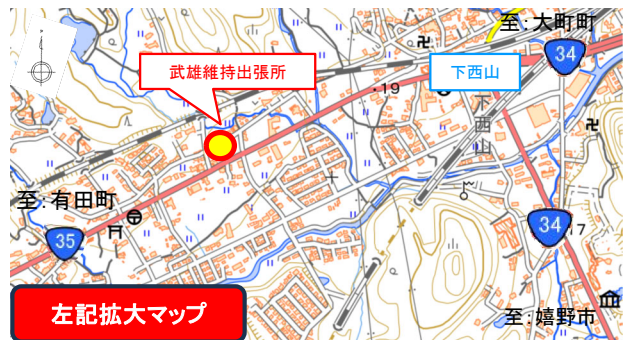 至:大町町
34
武雄維持出張所
下西山
19
下西山
至:有田町
35
34
17
左記拡大マップ
至:嬉野市